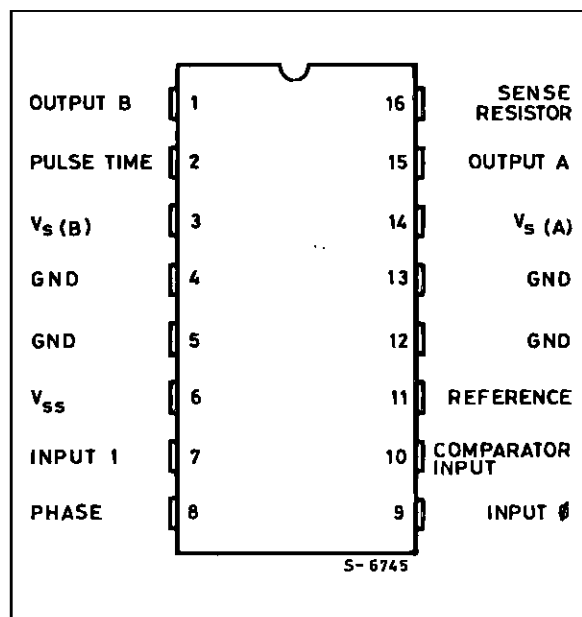 OUTPUT B 1 16 SENSE RESISTOR
PULSE TIME 2 15 OUTPUT A
Vs (B) 3 14 Vs (A)
GND 4 13 GND
GND 5 12 GND
Vss 6 11 REFERENCE
INPUT 1 7 10 COMPARATOR INPUT
PHASE 8 9 INPUT Ø
S-6745